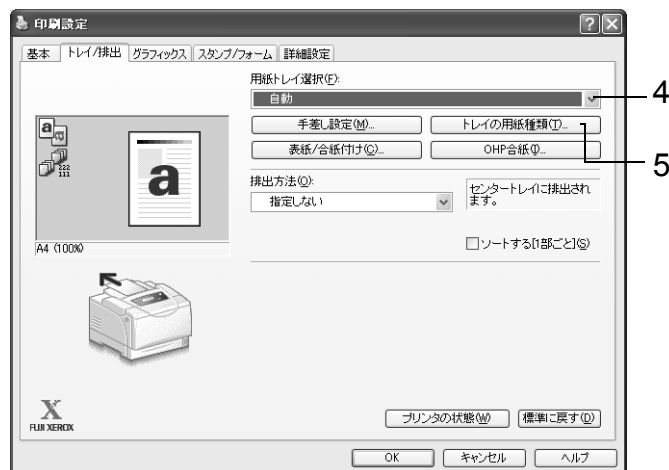 印刷設定
基本 トレイ/排出 グラフィックス スタンプ/フォーム 詳細設定
用紙トレイ選択(F):
自動
4
手差し設定(M)... トレイの用紙種類(T)...
5
表紙/合紙付け(C)... OHP合紙(I)...
排出方法(O):
指定しない
センタートレイに排出され
ます。
ソートする[1部ごと](S)
a
a
222
111
A4 (100%)
X
FUJI XEROX
プリンタの状態(W) 標準に戻す(D)
OK キャンセル ヘルプ